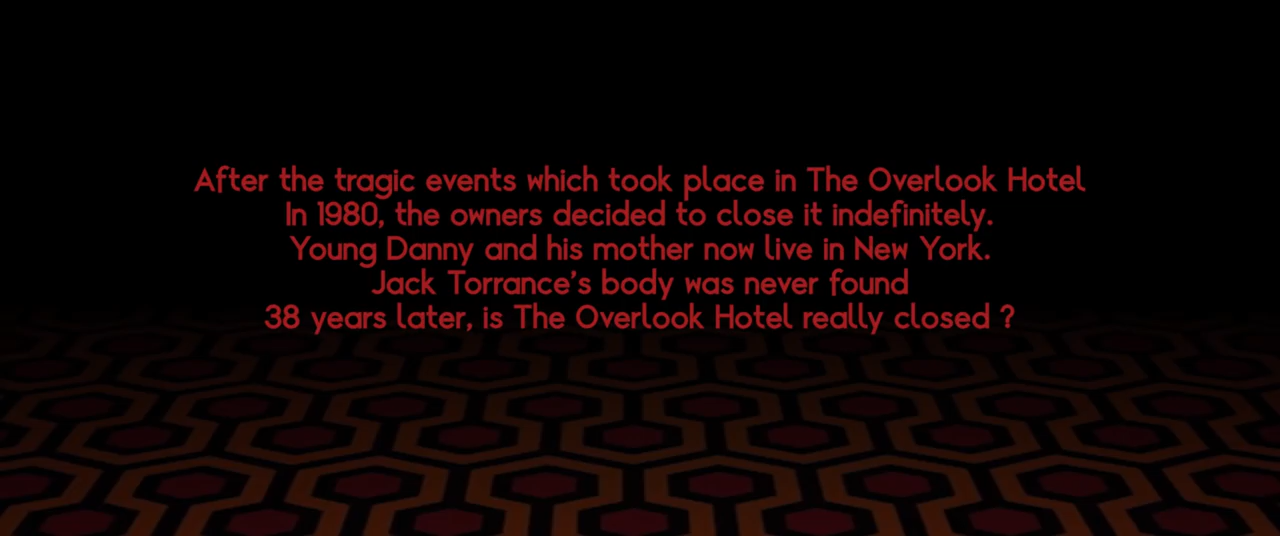 After the tragic events which took place in The Overlook Hotel
In 1980, the owners decided to close it indefinitely.
Young Danny and his mother now live in New York.
Jack Torrance's body was never found
38 years later, is The Overlook Hotel really closed ?